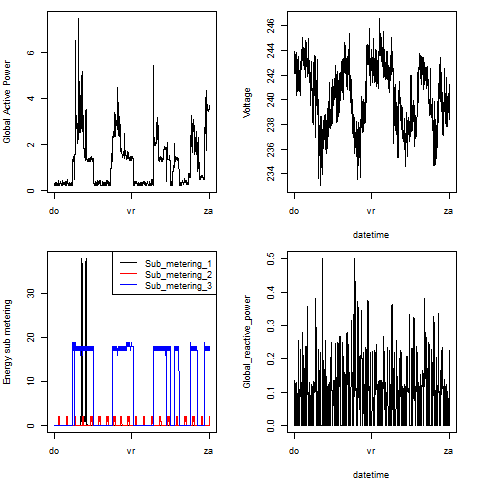 Global Active Power
6
4
2
0
do
vr
za
Voltage
246
242
240
238
236
234
do
vr
za
datetime
Energy sub metering
30
20
10
0
Sub_metering_1
Sub_metering_2
Sub_metering_3
do
vr
za
Global_reactive_power
0.5
0.4
0.3
0.2
0.1
0.0
do
vr
za
datetime